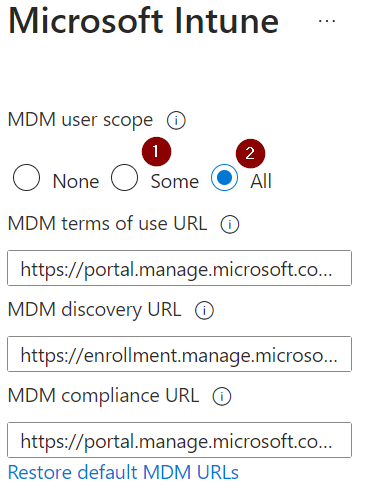 Microsoft Intune ...
MDM user scope
1 2
None Some All
MDM terms of use URL
https://portal.manage.microsoft.co...
MDM discovery URL
https://enrollment.manage.microso...
MDM compliance URL
https://portal.manage.microsoft.co...
Restore default MDM URLs